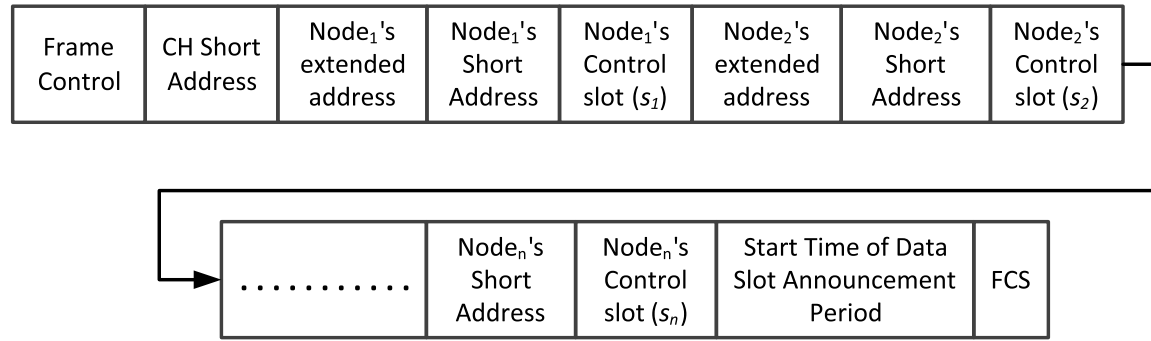 Frame
Control
CH Short
Address
Node₁'s
extended
address
Node₁'s
Short
Address
Node₁'s
Control
slot (s₁)
Node₂'s
extended
address
Node₂'s
Short
Address
Node₂'s
Control
slot (s₂)
...........
Nodeₙ's
Short
Address
Nodeₙ's
Control
slot (sₙ)
Start Time of Data
Slot Announcement
Period
FCS